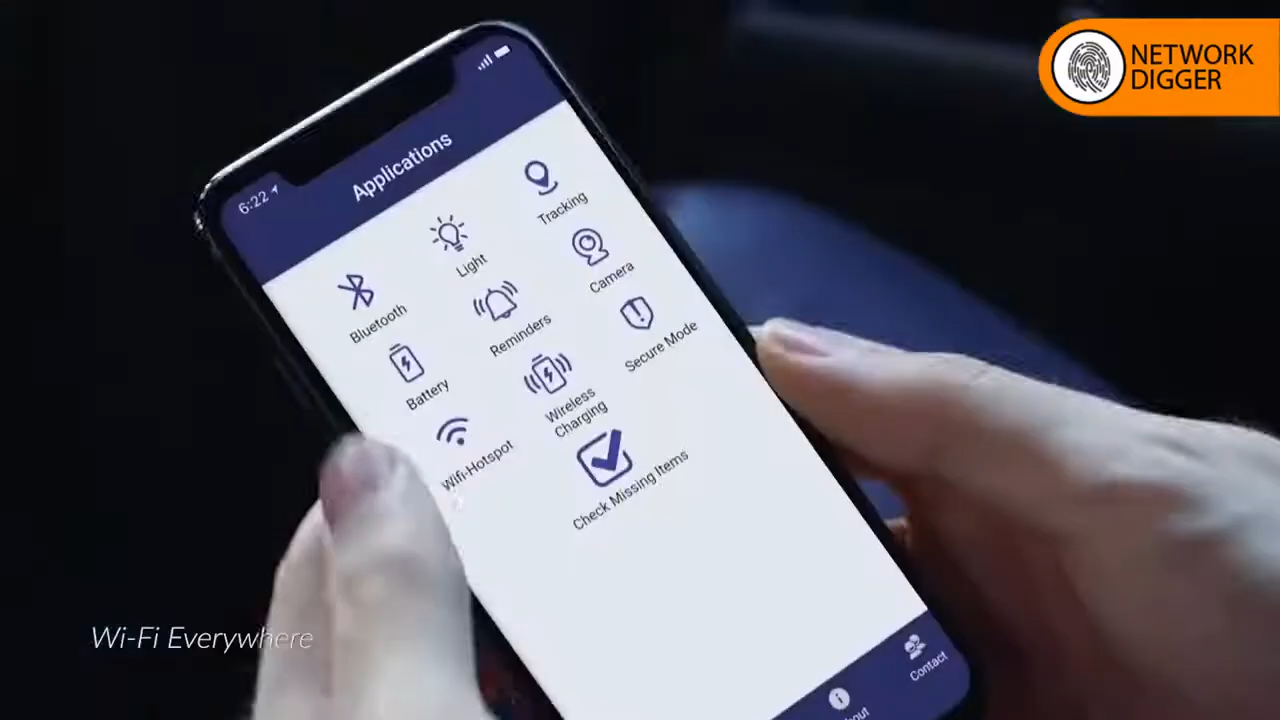 NETWORK
DIGGER
6:22
Applications
Bluetooth
Light
Tracking
Battery
Reminders
Camera
Wifi-Hotspot
Wireless
Charging
Secure Mode
Check Missing Items
Contact
Wi-Fi Everywhere